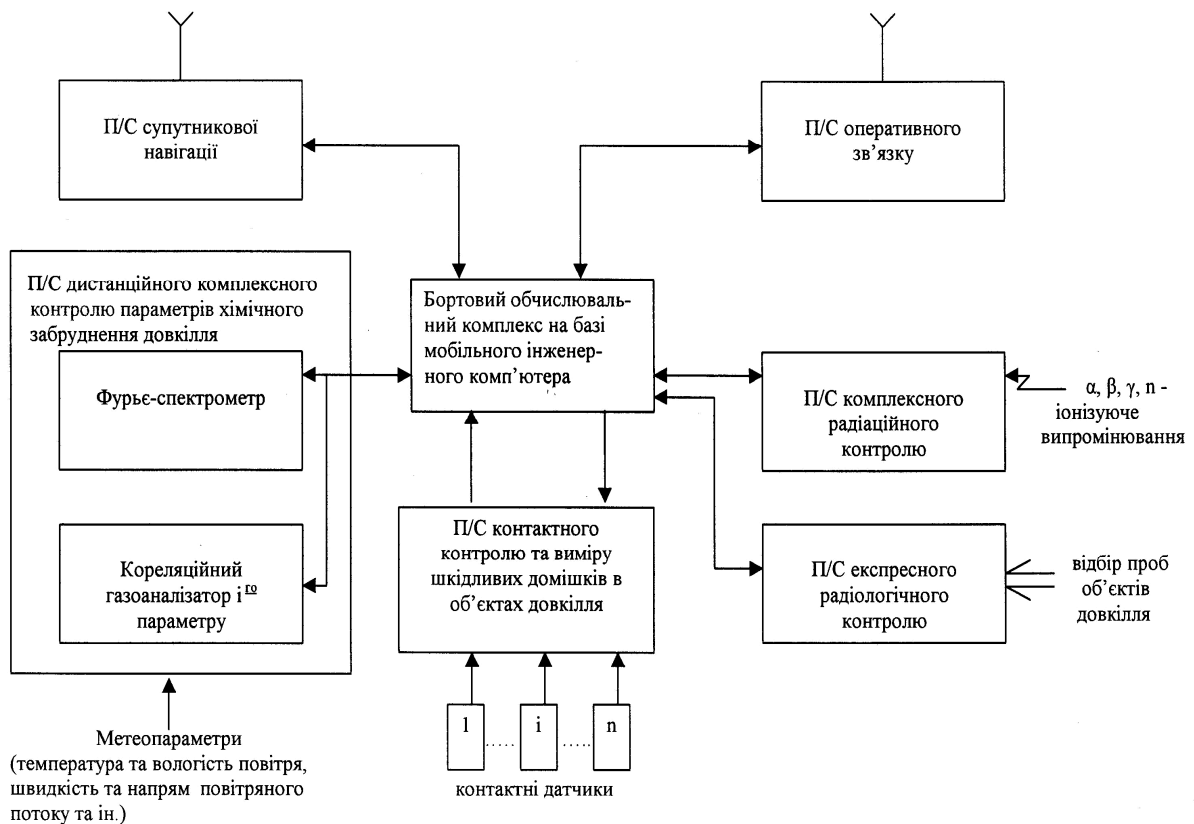 П/С супутникової
навігації
П/С оперативного
зв’язку
П/С дистанційного комплексного
контролю параметрів хімічного
забруднення довкілля
Фурьє-спектрометр
Кореляційний
газоаналізатор і го
параметру
Бортовий обчислюваль-
ний комплекс на базі
мобільного інженер-
ного комп’ютера
П/С комплексного
радіаційного
контролю
α, β, γ, n -
іонізуюче
випромінювання
П/С контактного
контролю та виміру
шкідливих домішків в
об’єктах довкілля
П/С експресного
радіологічного
контролю
відбір проб
об’єктів
довкілля
1 ..... i ..... n
контактні датчики
Метеопараметри
(температура та вологість повітря,
швидкість та напрям повітряного
потоку та ін.)